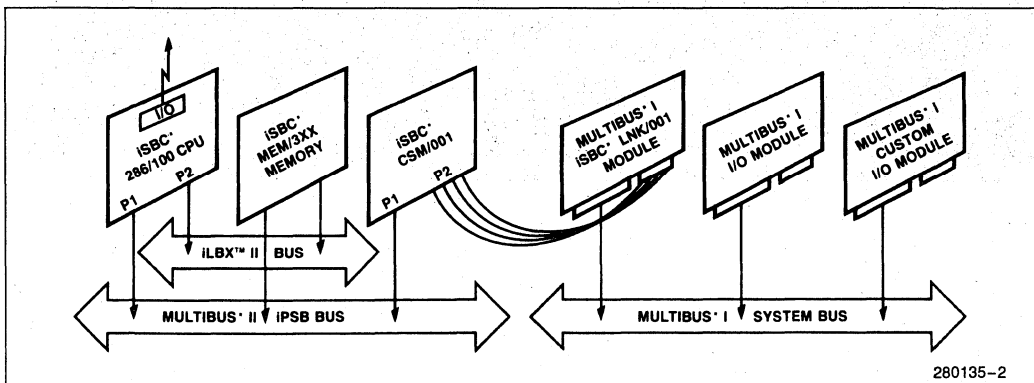 I/O
iSBC*
286/100 CPU
P1
P2
iSBC*
MEM/3XX
MEMORY
iSBC*
CSM/001
P1
P2
MULTIBUS* I
iSBC* LNK/001
MODULE
MULTIBUS* I
I/O MODULE
MULTIBUS* I
CUSTOM
I/O MODULE
iLBX™ II BUS
MULTIBUS* II iPSB BUS
MULTIBUS* I SYSTEM BUS
280135-2